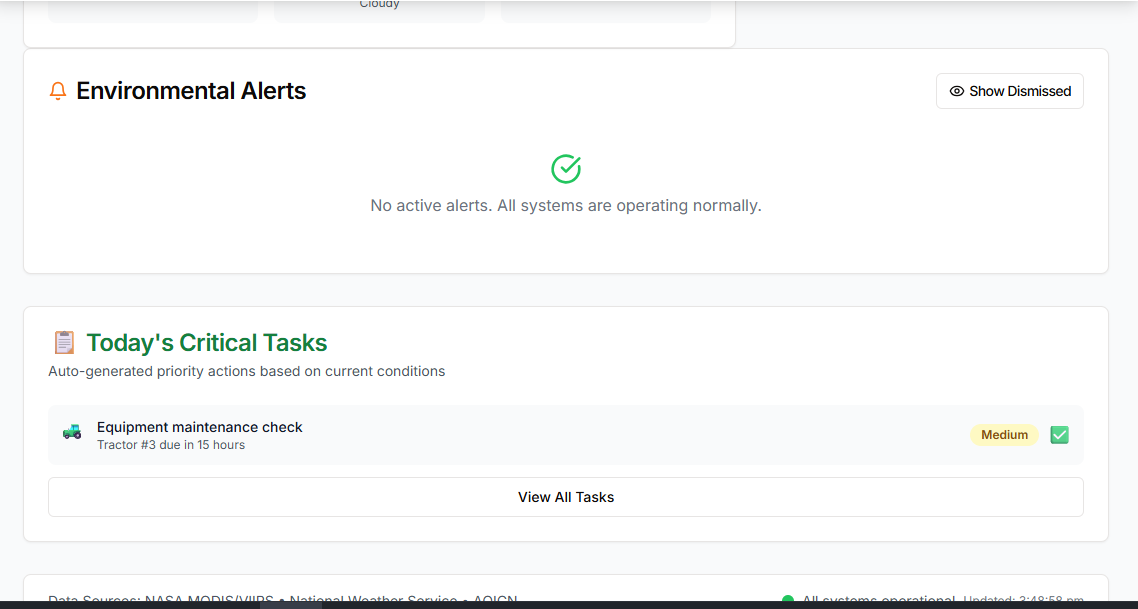 Cloudy
Environmental Alerts
Show Dismissed
No active alerts. All systems are operating normally.
Today's Critical Tasks
Auto-generated priority actions based on current conditions
Equipment maintenance check
Tractor #3 due in 15 hours
Medium
View All Tasks
Data Sources: NASA MODIS/VIIRS • National Weather Service • AQICN
All systems operational Updated: 3:48:58 pm